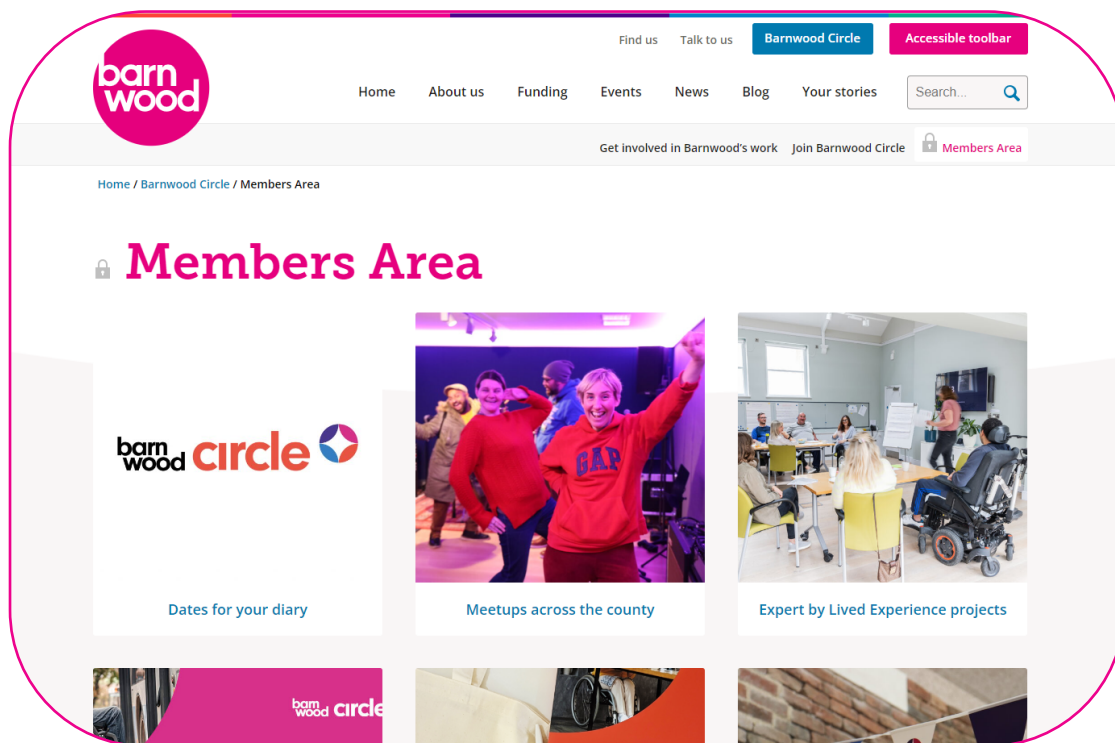 Find us Talk to us Barnwood Circle Accessible toolbar
barn
wood
Home About us Funding Events News Blog Your stories Search...
Get involved in Barnwood's work Join Barnwood Circle Members Area
Home / Barnwood Circle / Members Area
Members Area
barn
wood circle
GAP
Dates for your diary Meetups across the county Expert by Lived Experience projects
barn
wood circle